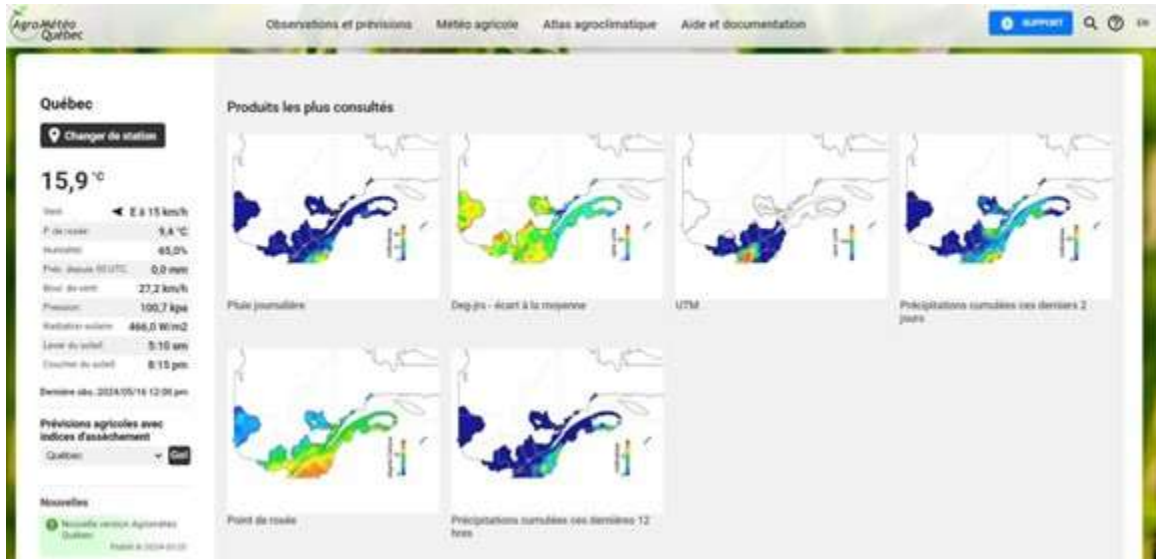 AgroMétéo
Québec
Observations et prévisions
Météo agricole
Atlas agroclimatique
Aide et documentation
SUPPORT
EN
Québec
Changer de station
15,9 °C
Vent E à 15 km/h
P. de rosée 9,4 °C
Humidité 65,0%
Préc. depuis 00 UTC 0,0 mm
27,2 km/h
Pression 100,7 kpa
Radiation solaire 466,0 W/m2
Lever du soleil 5:10 am
Coucher du soleil 8:15 pm
Dernière obs. 2024/05/16 12:00 pm
Prévisions agricoles avec
indices d'assèchement
Québec
Go!
Nouvelles
Nouvelle version Agrométéo
Québec
Produits les plus consultés
Pluie journalière
Deg-jrs - écart à la moyenne
UTM
Précipitations cumulées ces derniers 2
jours
Point de rosée
Précipitations cumulées ces dernières 12
hres